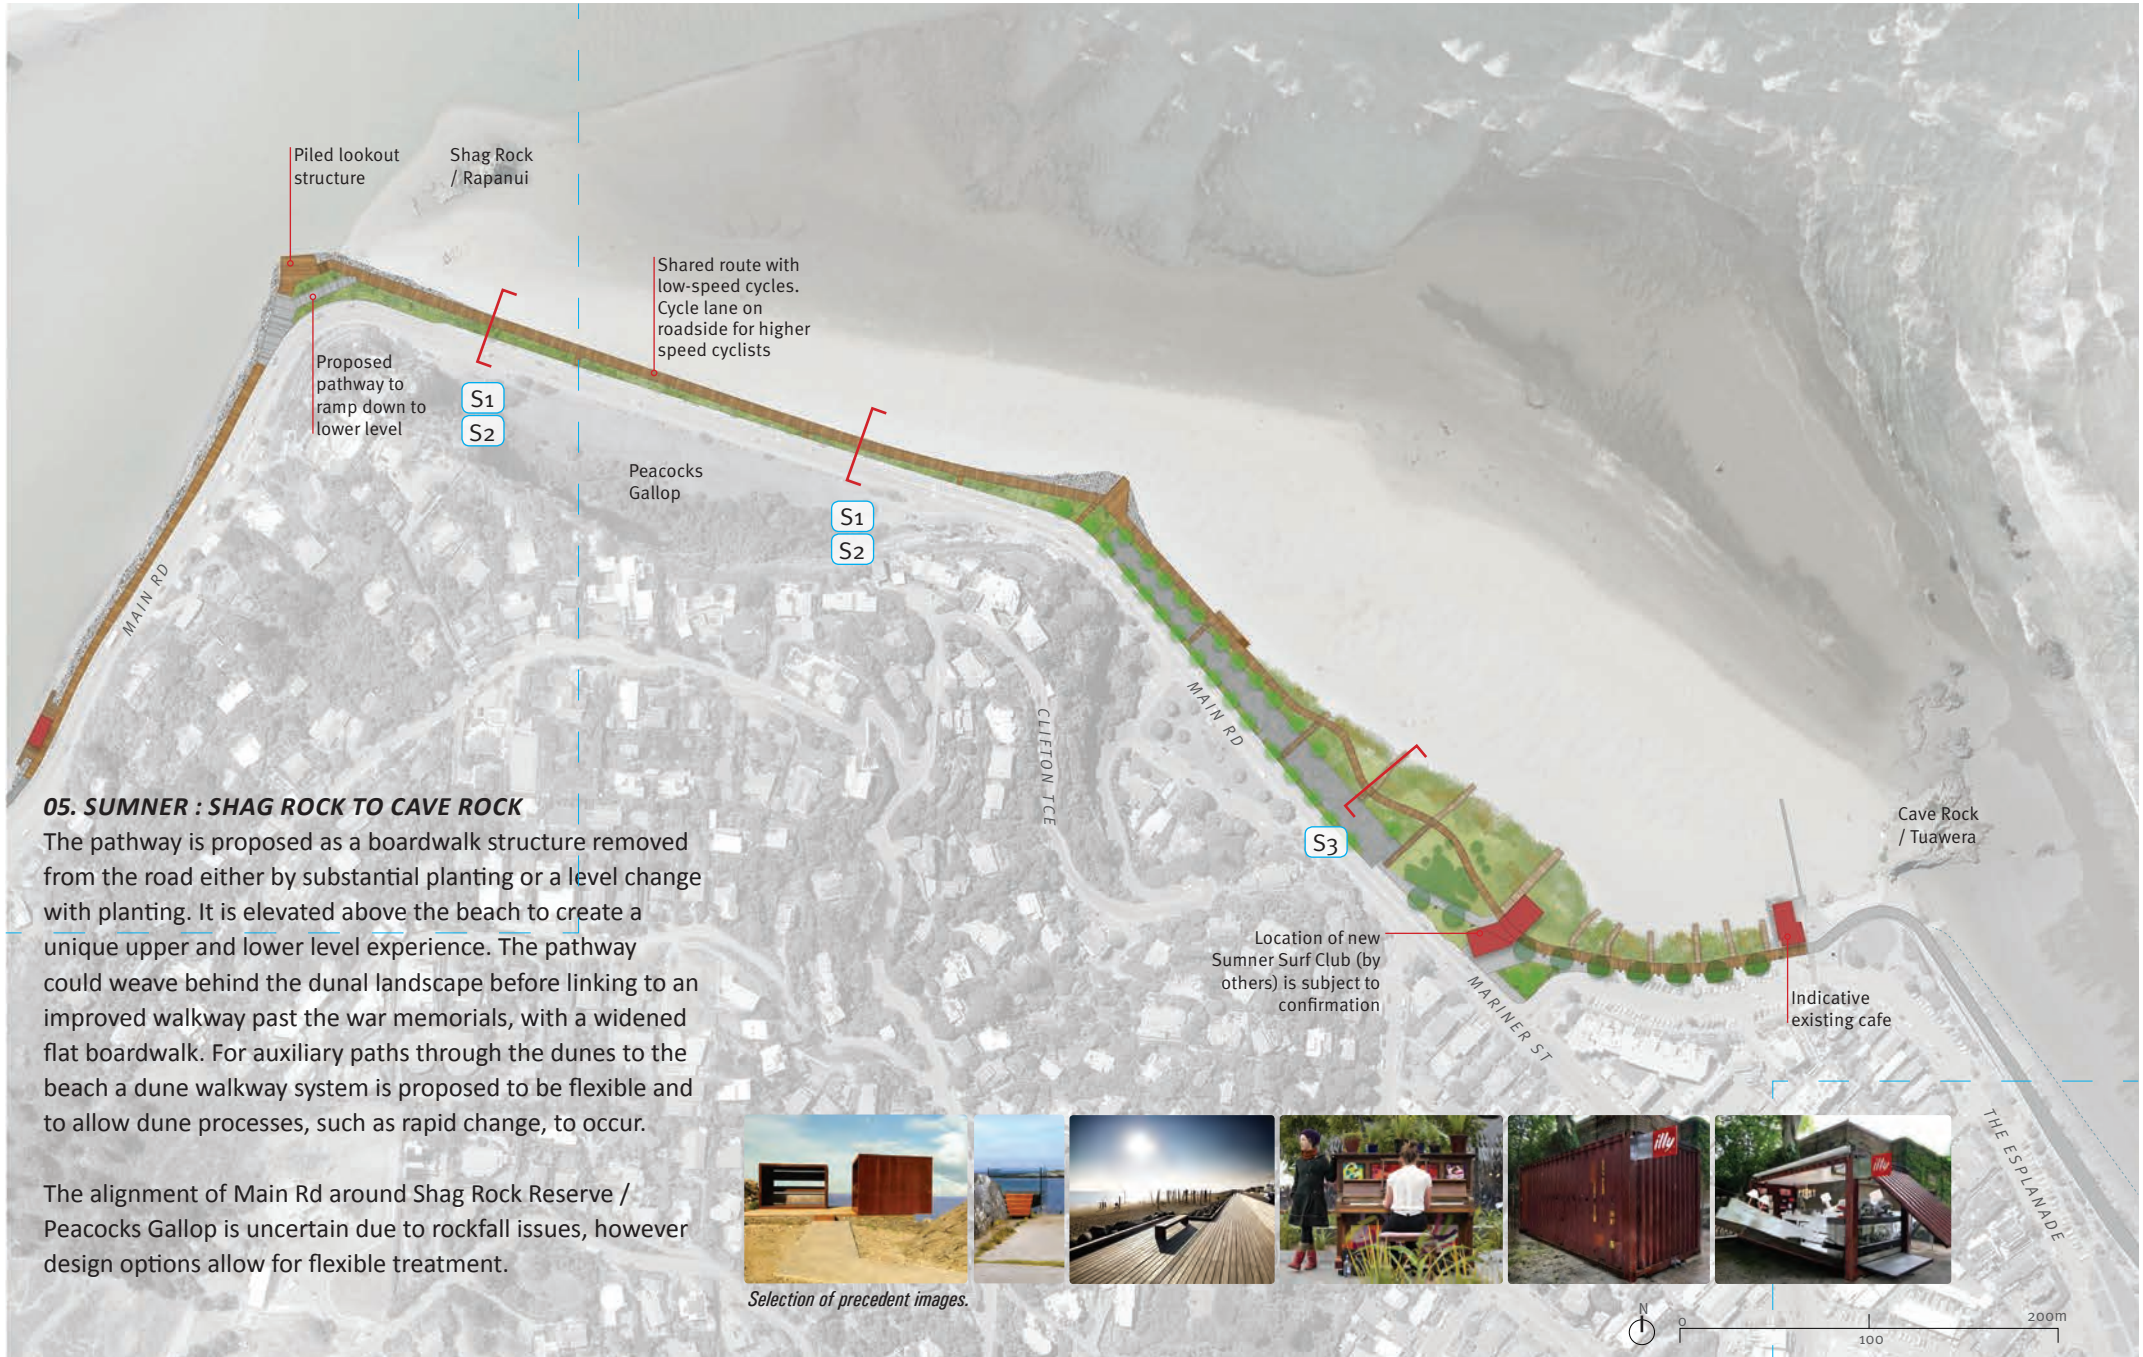 Piled lookout
structure
Shag Rock
/ Rapanui
Shared route with
low-speed cycles.
Cycle lane on
roadside for higher
speed cyclists
Proposed
pathway to
ramp down to
lower level
S1
S2
Peacocks
Gallop
S1
S2
MAIN RD
MAIN RD
CLIFTON TCE
S3
Cave Rock
/ Tuawera
Location of new
Sumner Surf Club (by
others) is subject to
confirmation
MARINER ST
Indicative
existing cafe
THE ESPLANADE
05. SUMNER : SHAG ROCK TO CAVE ROCK
The pathway is proposed as a boardwalk structure removed
from the road either by substantial planting or a level change
with planting. It is elevated above the beach to create a
unique upper and lower level experience. The pathway
could weave behind the dunal landscape before linking to an
improved walkway past the war memorials, with a widened
flat boardwalk. For auxiliary paths through the dunes to the
beach a dune walkway system is proposed to be flexible and
to allow dune processes, such as rapid change, to occur.
The alignment of Main Rd around Shag Rock Reserve /
Peacocks Gallop is uncertain due to rockfall issues, however
design options allow for flexible treatment.
illy
illy
Selection of precedent images.
N
0
100
200m